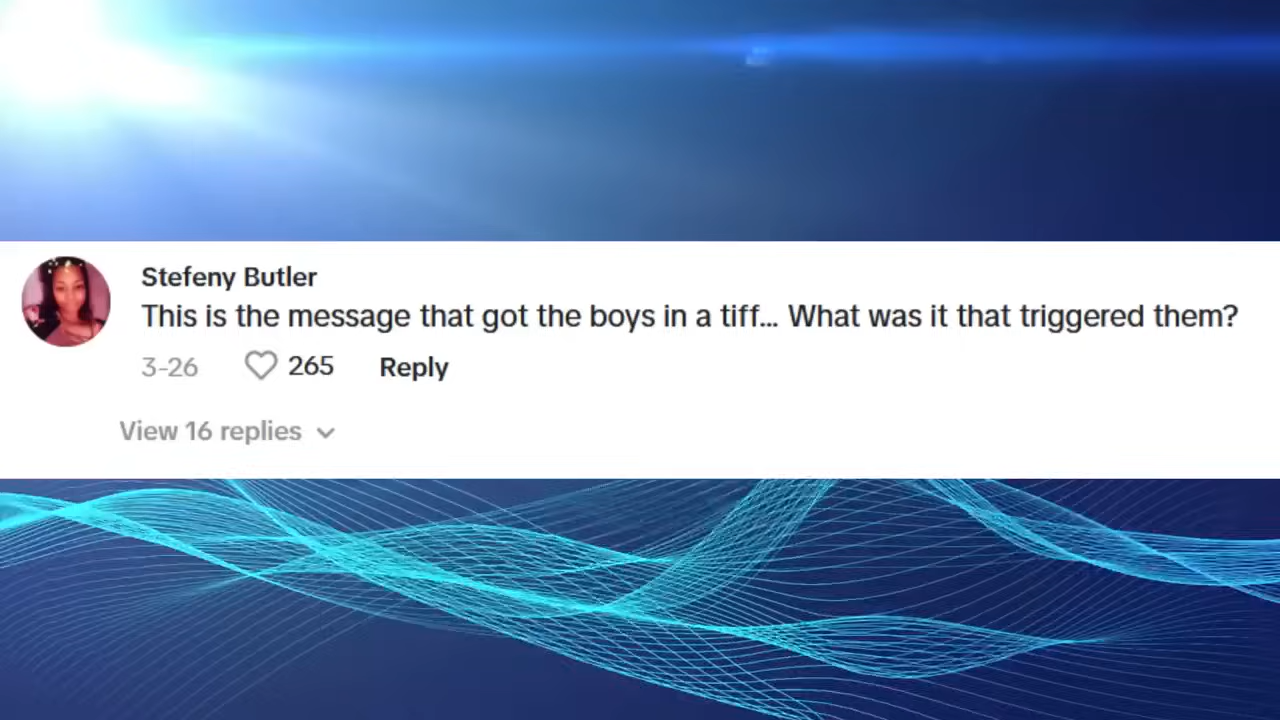 Stefeny Butler
This is the message that got the boys in a tiff... What was it that triggered them?
3-26 265 Reply
View 16 replies